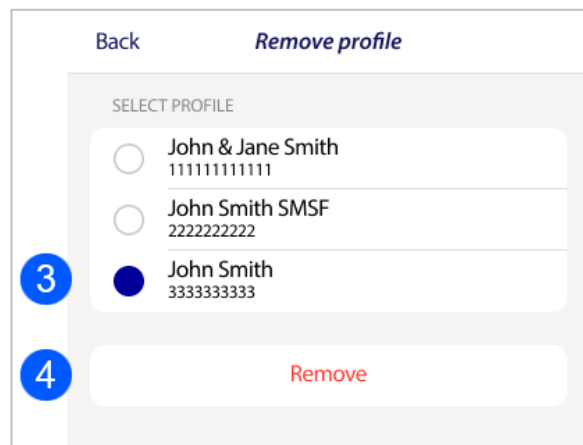 Back Remove profile
SELECT PROFILE
John & Jane Smith
111111111111
John Smith SMSF
2222222222
3 John Smith
3333333333
4 Remove